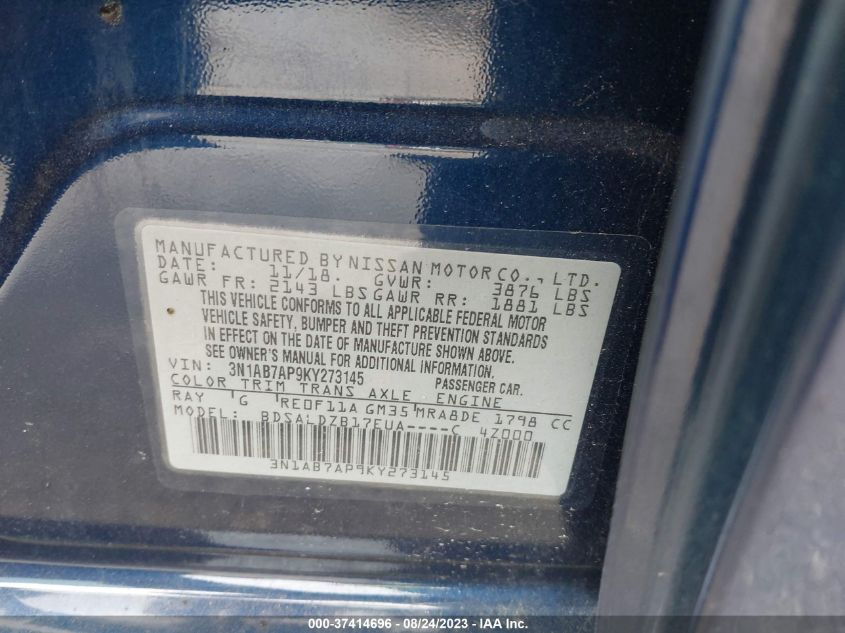 MANUFACTURED BY NISSAN MOTOR CO., LTD.
DATE: 11/18. GVWR: 3876 LBS
GAWR FR: 2143 LBS GAWR RR: 1881 LBS
THIS VEHICLE CONFORMS TO ALL APPLICABLE FEDERAL MOTOR
VEHICLE SAFETY, BUMPER AND THEFT PREVENTION STANDARDS
IN EFFECT ON THE DATE OF MANUFACTURE SHOWN ABOVE.
SEE OWNER'S MANUAL FOR ADDITIONAL INFORMATION.
VIN: 3N1AB7AP9KY273145 PASSENGER CAR.
COLOR TRIM TRANS AXLE ENGINE
RAY G RE0F11A GM35 MRA8DE 1798 CC
MODEL: BDSALDZB17EUA----C 4Z000
3N1AB7AP9KY273145
000-37414696 - 08/24/2023 - IAA Inc.